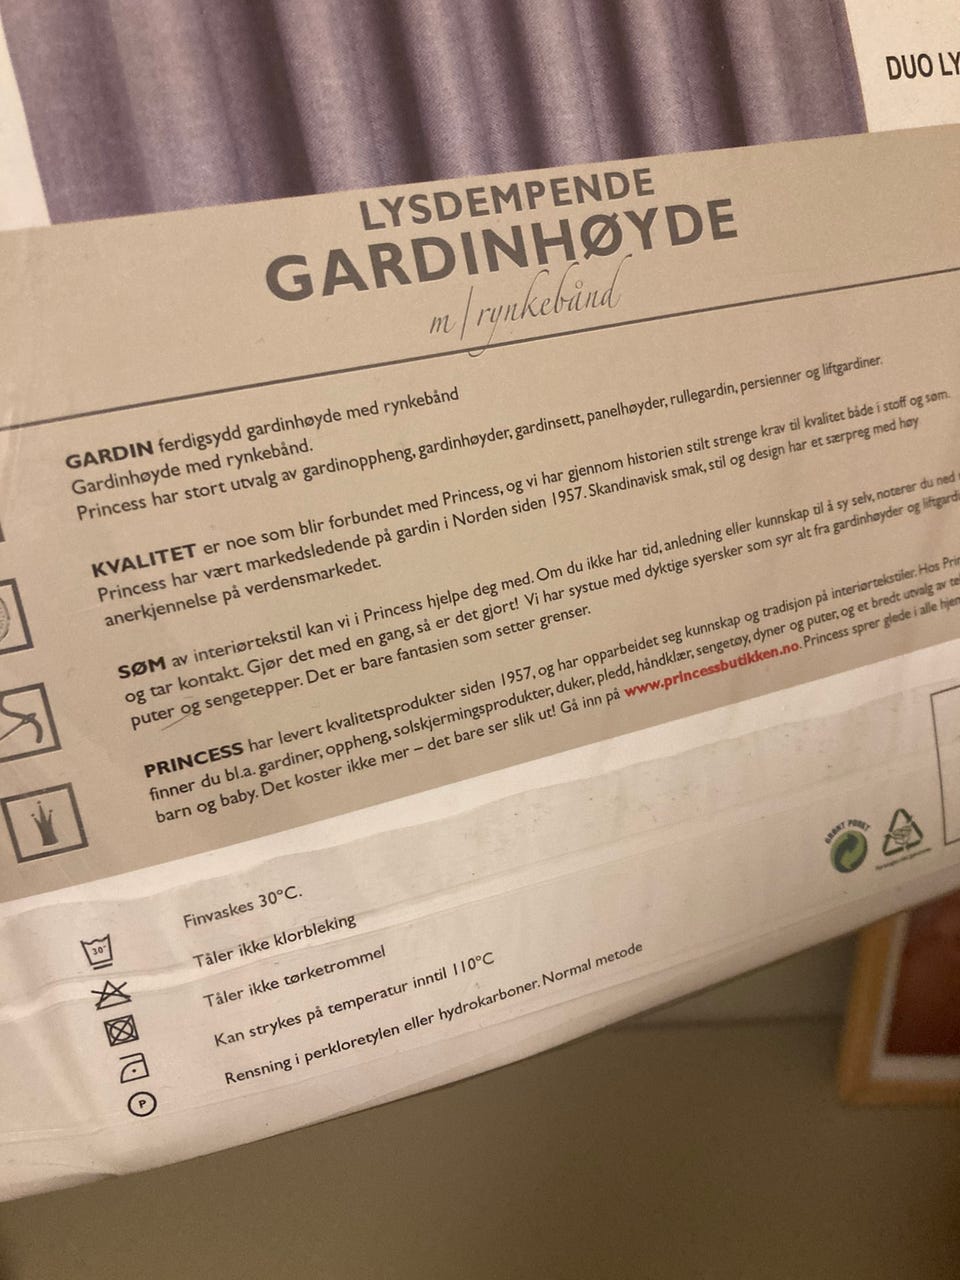 DUO LY
LYSDEMPENDE
GARDINHØYDE
m/rynkebånd
GARDIN ferdigsydd gardinhøyde med rynkebånd
Gardinhøyde med rynkebånd.
Princess har stort utvalg av gardinoppheng, gardinhøyder, gardinsett, panelhøyder, rullegardin, persienner og liftgardiner.
KVALITET er noe som blir forbundet med Princess, og vi har gjennom historien stilt strenge krav til kvalitet både i stoff og søm.
Princess har vært markedsledende på gardin i Norden siden 1957. Skandinavisk smak, stil og design har et særpreg med høy
anerkjennelse på verdensmarkedet.
SØM av interiørtekstil kan vi i Princess hjelpe deg med. Om du ikke har tid, anledning eller kunnskap til å sy selv, noterer du ned
og tar kontakt. Gjør det med en gang, så er det gjort! Vi har systue med dyktige syersker som syr alt fra gardinhøyder og liftgardi
puter og sengetepper. Det er bare fantasien som setter grenser.
PRINCESS har levert kvalitetsprodukter siden 1957, og har opparbeidet seg kunnskap og tradisjon på interiørtekstiler. Hos Prin
finner du bl.a. gardiner, oppheng, solskjermingsprodukter, duker, pledd, håndklær, sengetøy, dyner og puter, og et bredt utvalg av te
barn og baby. Det koster ikke mer – det bare ser slik ut! Gå inn på www.princessbutikken.no. Princess sprer glede i alle hjem
GRØNT PUNKT
30°
Finvaskes 30°C.
Tåler ikke klorbleking
Tåler ikke tørketrommel
Kan strykes på temperatur inntil 110°C
P
Rensning i perkloretylen eller hydrokarboner. Normal metode